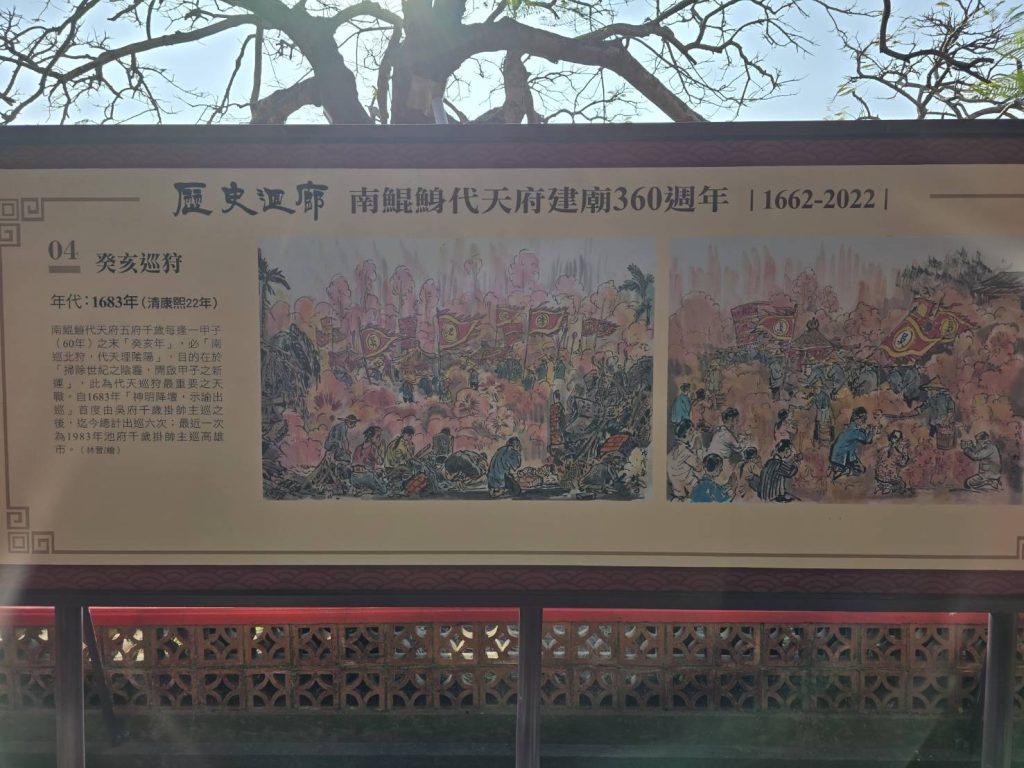 歷史迴廊 南鯤鯓代天府建廟360週年 |1662-2022|
04 癸亥巡狩
年代：1683年（清康熙22年）
南鯤鯓代天府五府千歲每逢一甲子
（60年）之末「癸亥年」，必「南
巡北狩，代天理陰陽」，目的在於
「掃除世紀之陰霾，開啟甲子之新
運」，此為代天巡狩最重要之天
職。自1683年「神明降壇，示諭出
巡」首度由吳府千歲掛帥主巡之
後，迄今總計出巡六次；最近一次
為1983年池府千歲掛帥主巡高雄
市。（林智/繪）